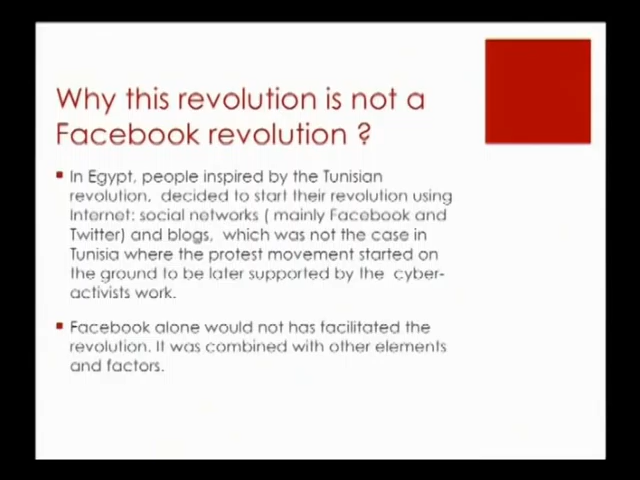 Why this revolution is not a
Facebook revolution ?
In Egypt, people inspired by the Tunisian
revolution, decided to start their revolution using
Internet: social networks ( mainly Facebook and
Twitter) and blogs, which was not the case in
Tunisia where the protest movement started on
the ground to be later supported by the cyber-
activists work.
Facebook alone would not has facilitated the
revolution. It was combined with other elements
and factors.